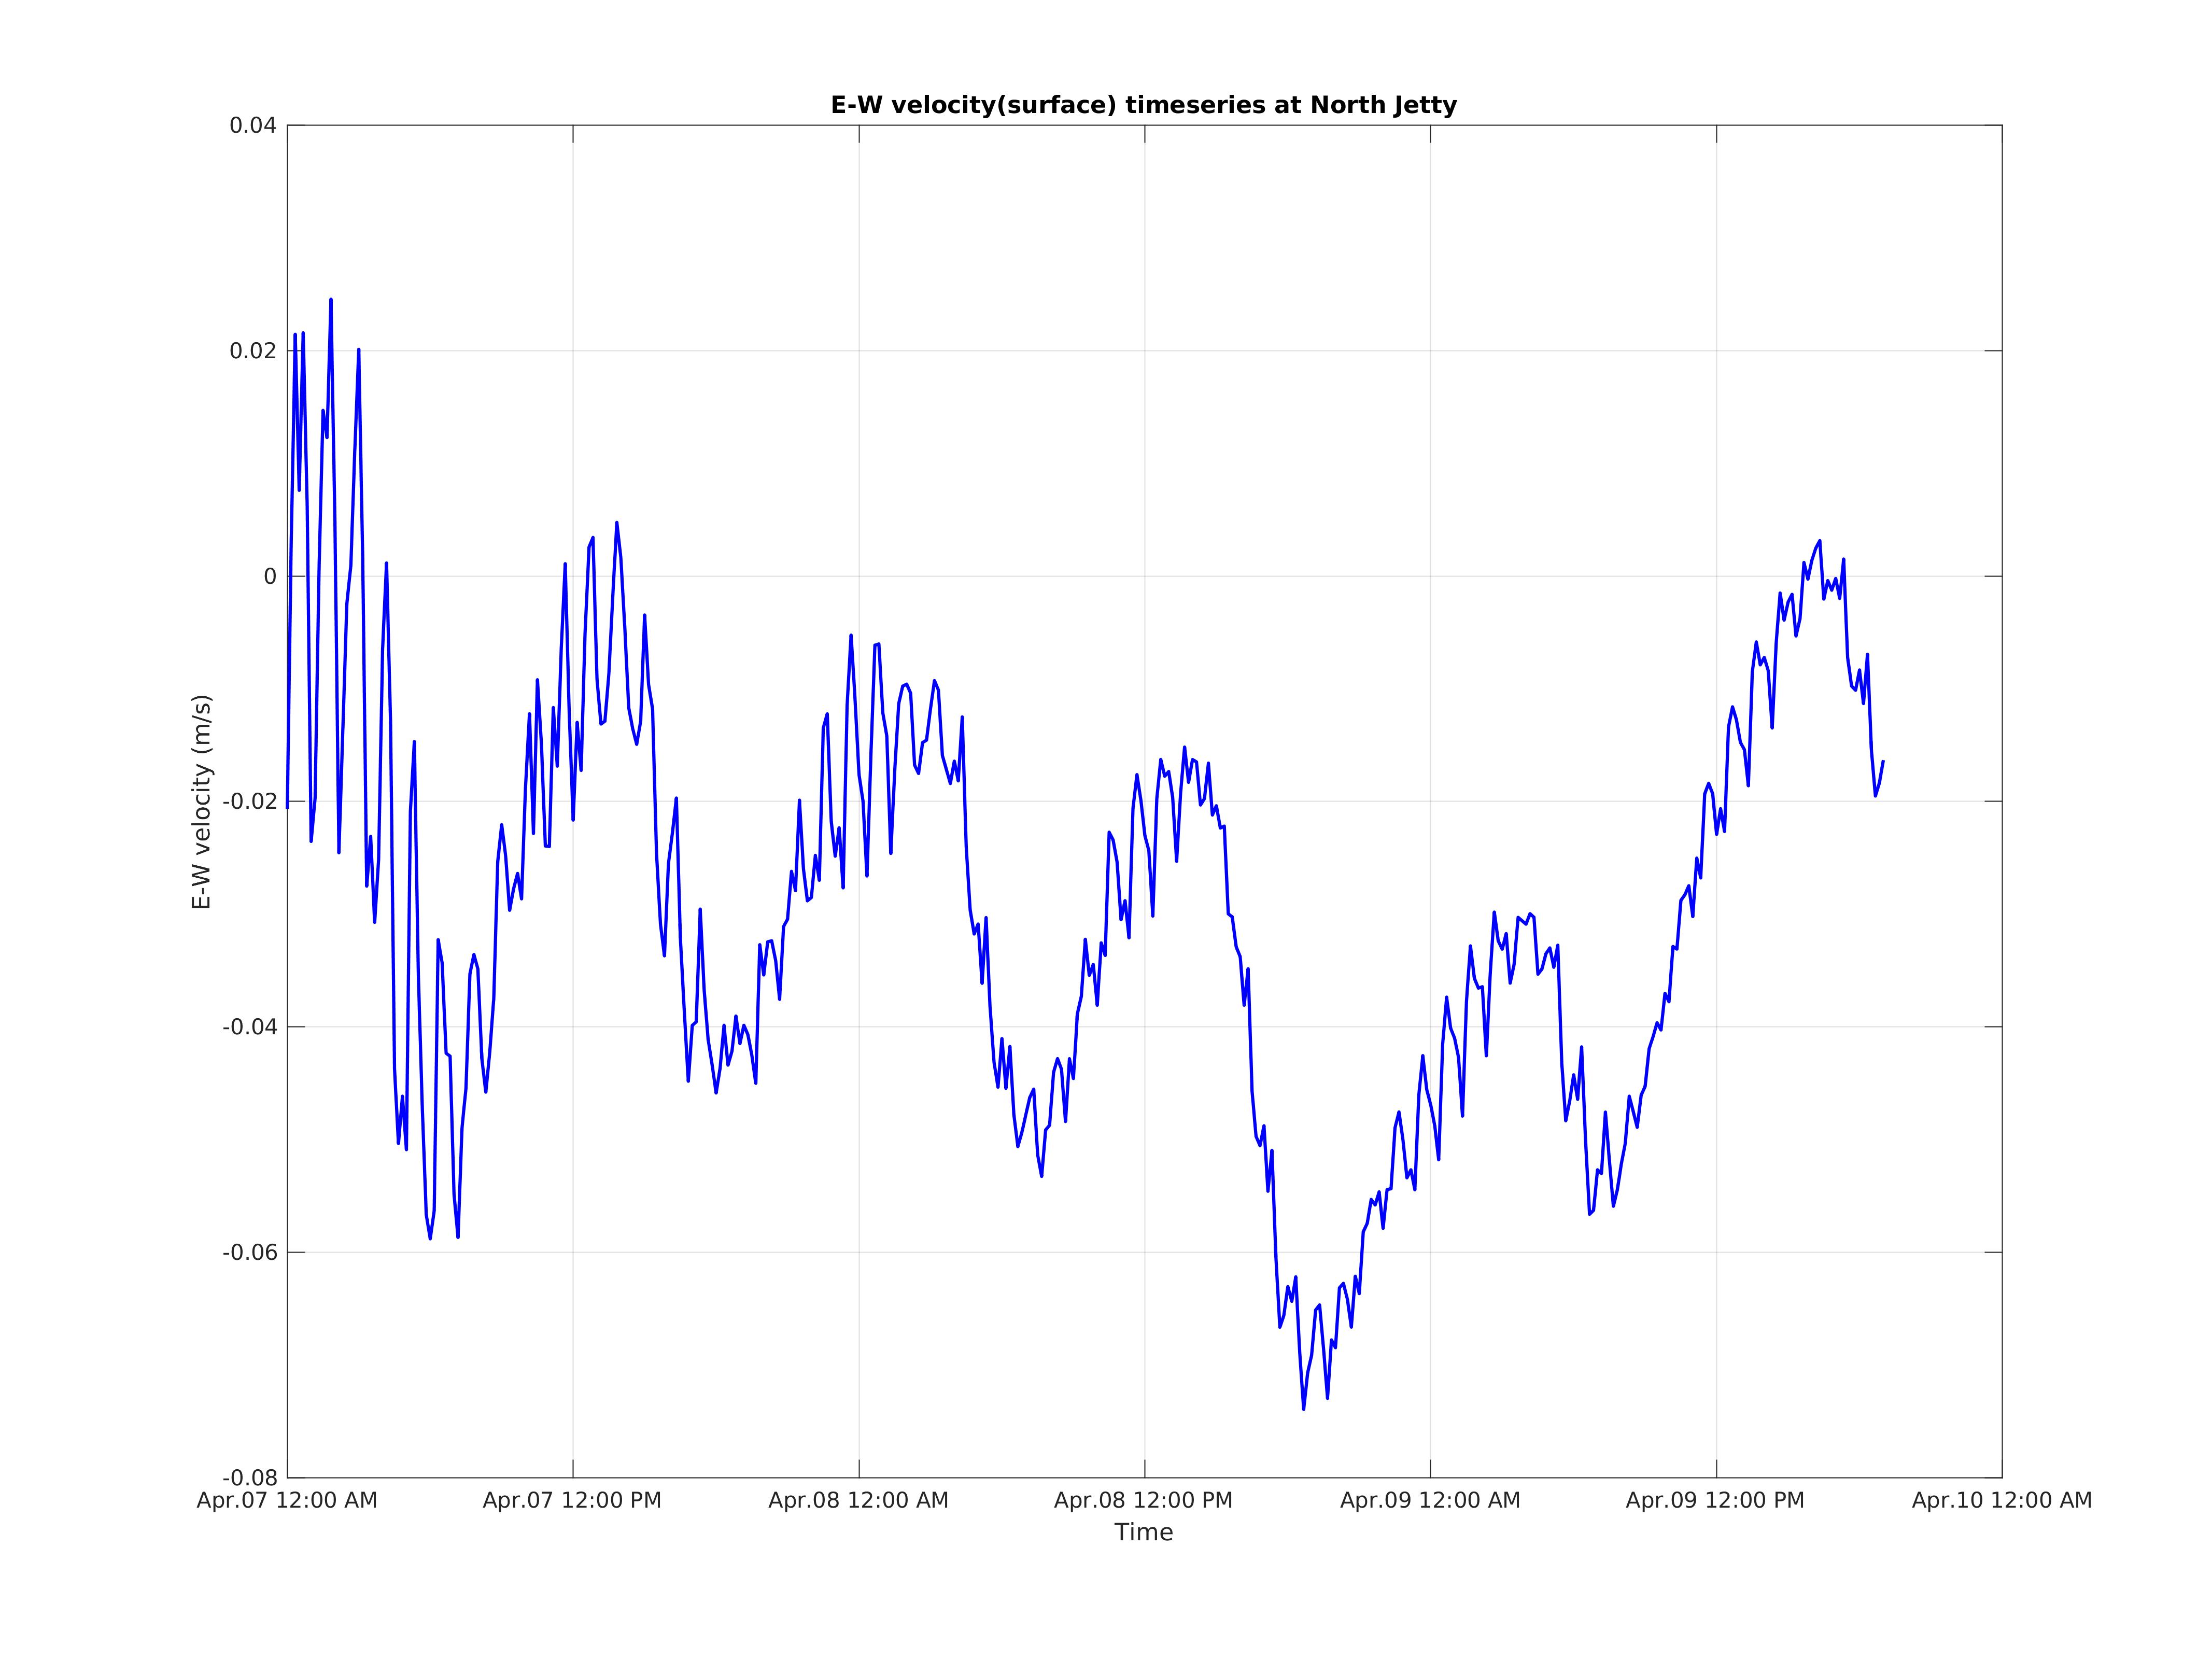 E-W velocity(surface) timeseries at North Jetty
0.04
0.02
0
-0.02
-0.04
-0.06
-0.08
E-W velocity (m/s)
Apr.07 12:00 AM Apr.07 12:00 PM Apr.08 12:00 AM Apr.08 12:00 PM Apr.09 12:00 AM Apr.09 12:00 PM Apr.10 12:00 AM
Time